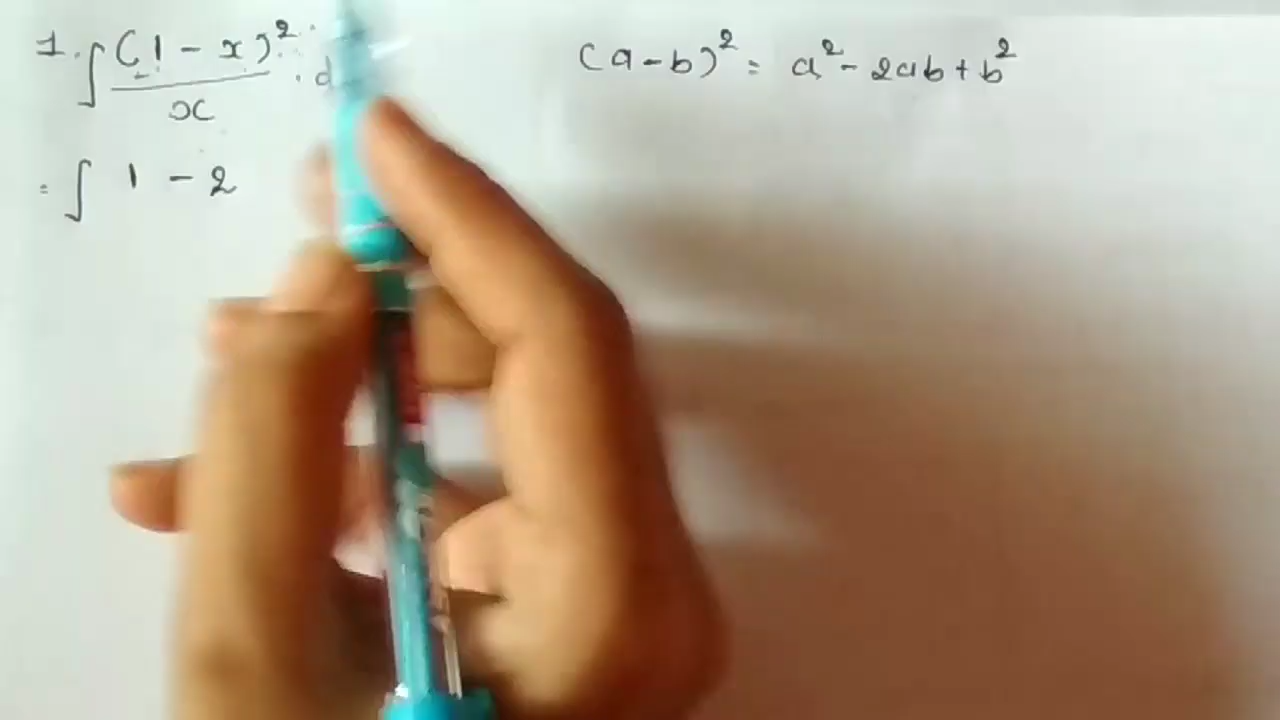 1. ∫ (1 - x)² / x . d
(a-b)² = a² - 2ab + b²
= ∫ 1 - 2